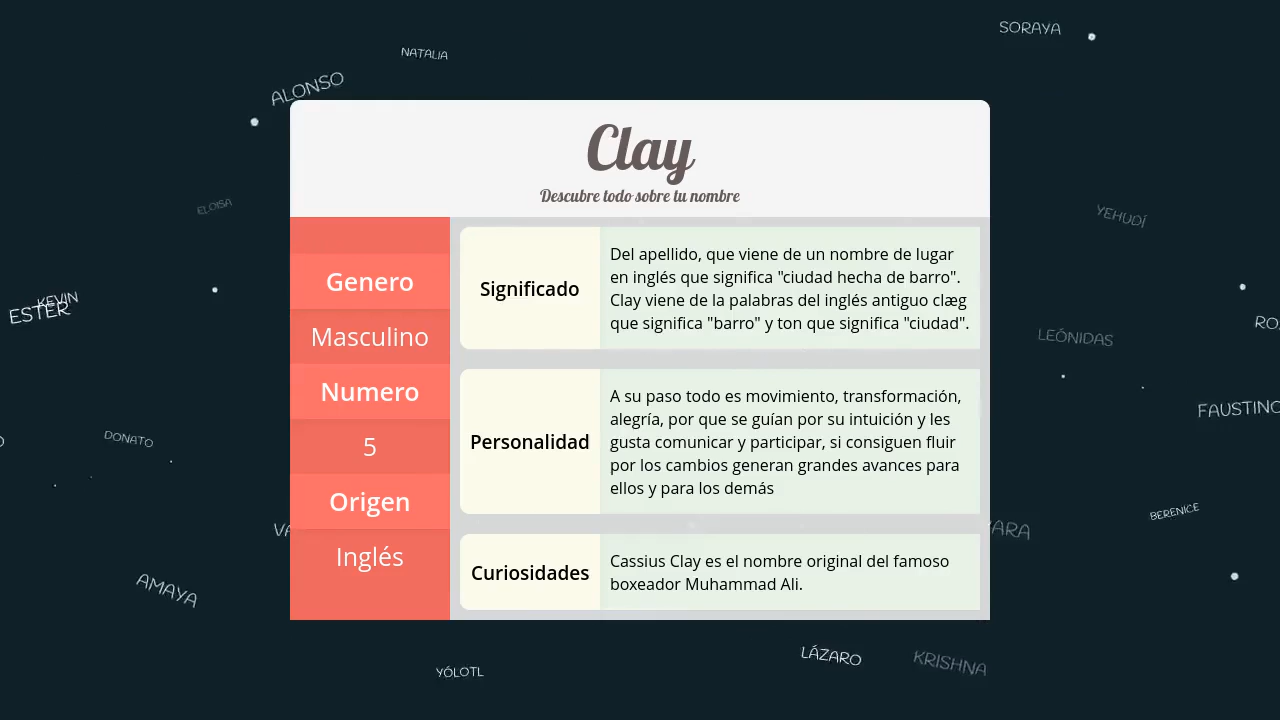 SORAYA
NATALIA
ALONSO
Clay
Descubre todo sobre tu nombre
ELOISA
YEHUDÍ
Genero
Masculino
Numero
5
Origen
Inglés
Significado
Del apellido, que viene de un nombre de lugar
en inglés que significa "ciudad hecha de barro".
Clay viene de la palabras del inglés antiguo clæg
que significa "barro" y ton que significa "ciudad".
Personalidad
A su paso todo es movimiento, transformación,
alegría, por que se guían por su intuición y les
gusta comunicar y participar, si consiguen fluir
por los cambios generan grandes avances para
ellos y para los demás
Curiosidades
Cassius Clay es el nombre original del famoso
boxeador Muhammad Ali.
KEVIN
ESTER
LEÓNIDAS
FAUSTINO
DONATO
BERENICE
AMAYA
LÁZARO
KRISHNA
YÓLOTL